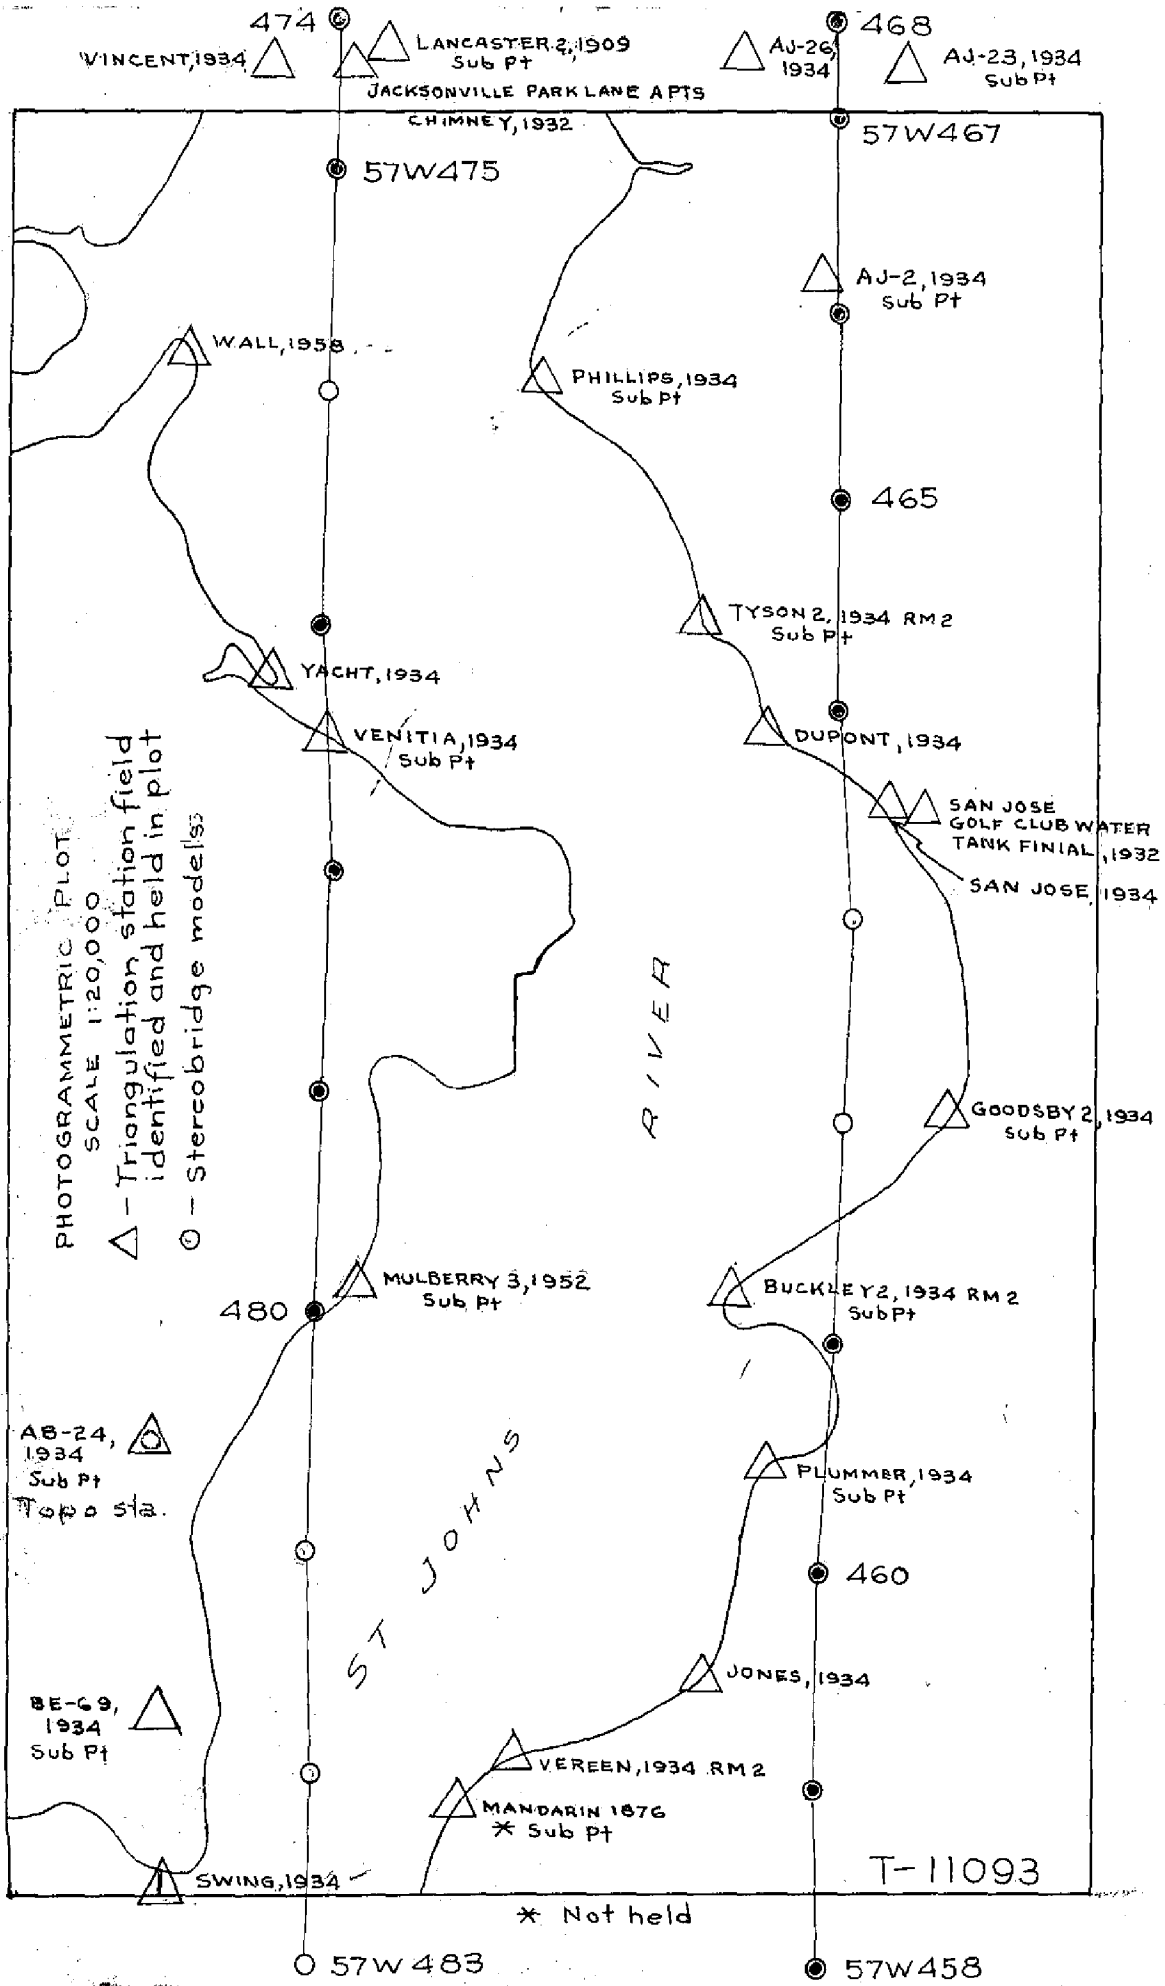 474
468
VINCENT, 1934
LANCASTER 2, 1909
Sub Pt
AJ-26,
1934
AJ-23, 1934
Sub Pt
JACKSONVILLE PARK LANE APTS
CHIMNEY, 1932
57W467
57W475
AJ-2, 1934
Sub Pt
WALL, 1958
PHILLIPS, 1934
Sub Pt
465
TYSON 2, 1934 RM 2
Sub Pt
YACHT, 1934
VENITIA, 1934
Sub Pt
DUPONT, 1934
SAN JOSE
GOLF CLUB WATER
TANK FINIAL, 1932
SAN JOSE, 1934
PHOTOGRAMMETRIC PLOT
SCALE 1:20,000
△ - Triangulation station field
identified and held in plot
○ - Stereobridge models
RIVER
GOODSBY 2, 1934
Sub Pt
MULBERRY 3, 1952
Sub Pt
480
BUCKLEY 2, 1934 RM 2
Sub Pt
AB-24,
1934
Sub Pt
Topo sta.
PLUMMER, 1934
Sub Pt
ST JOHNS
460
JONES, 1934
BE-69,
1934
Sub Pt
VEREEN, 1934 RM 2
MANDARIN 1876
* Sub Pt
SWING, 1934
T-11093
* Not held
57W483
57W458